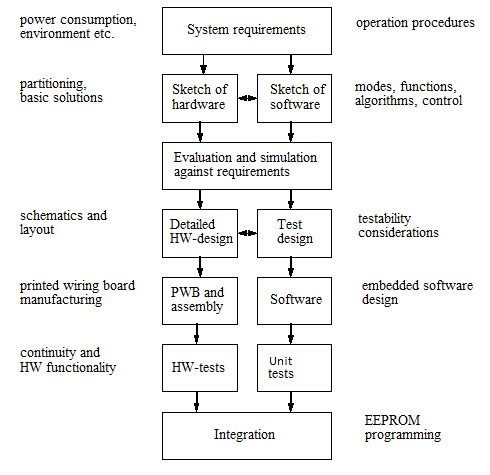 power consumption,
environment etc.
System requirements
operation procedures
partitioning,
basic solutions
Sketch of
hardware
Sketch of
software
modes, functions,
algorithms, control
Evaluation and simulation
against requirements
schematics and
layout
Detailed
HW-design
Test
design
testability
considerations
printed wiring board
manufacturing
PWB and
assembly
Software
embedded software
design
continuity and
HW functionality
HW-tests
Unit
tests
Integration
EEPROM
programming